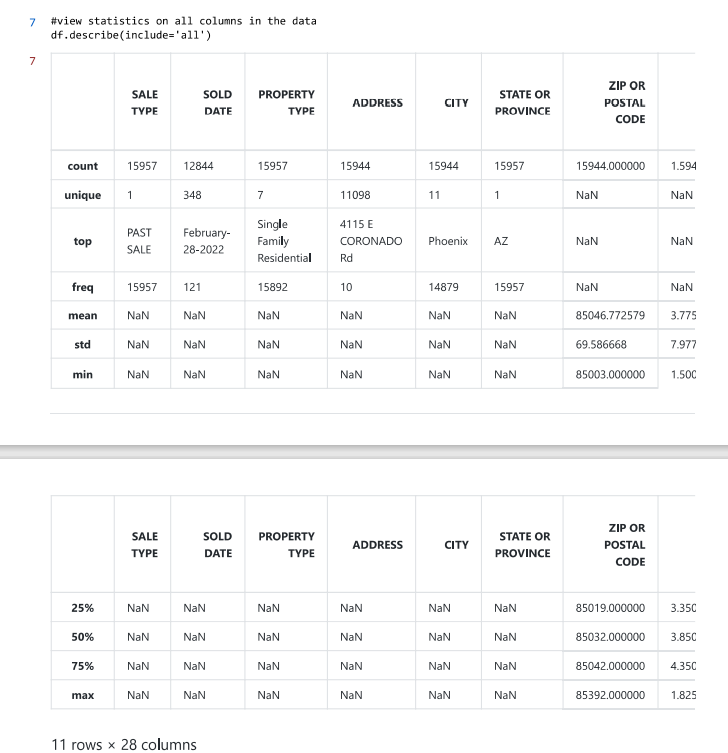 7 #view statistics on all columns in the data
df.describe(include='all')
7
SALE TYPE SOLD DATE PROPERTY TYPE ADDRESS CITY STATE OR PROVINCE ZIP OR POSTAL CODE
count 15957 12844 15957 15944 15944 15957 15944.000000 1.594
unique 1 348 7 11098 11 1 NaN NaN
top PAST SALE February-28-2022 Single Family Residential 4115 E CORONADO Rd Phoenix AZ NaN NaN
freq 15957 121 15892 10 14879 15957 NaN NaN
mean NaN NaN NaN NaN NaN NaN 85046.772579 3.775
std NaN NaN NaN NaN NaN NaN 69.586668 7.977
min NaN NaN NaN NaN NaN NaN 85003.000000 1.500
SALE TYPE SOLD DATE PROPERTY TYPE ADDRESS CITY STATE OR PROVINCE ZIP OR POSTAL CODE
25% NaN NaN NaN NaN NaN NaN 85019.000000 3.350
50% NaN NaN NaN NaN NaN NaN 85032.000000 3.850
75% NaN NaN NaN NaN NaN NaN 85042.000000 4.350
max NaN NaN NaN NaN NaN NaN 85392.000000 1.825
11 rows × 28 columns